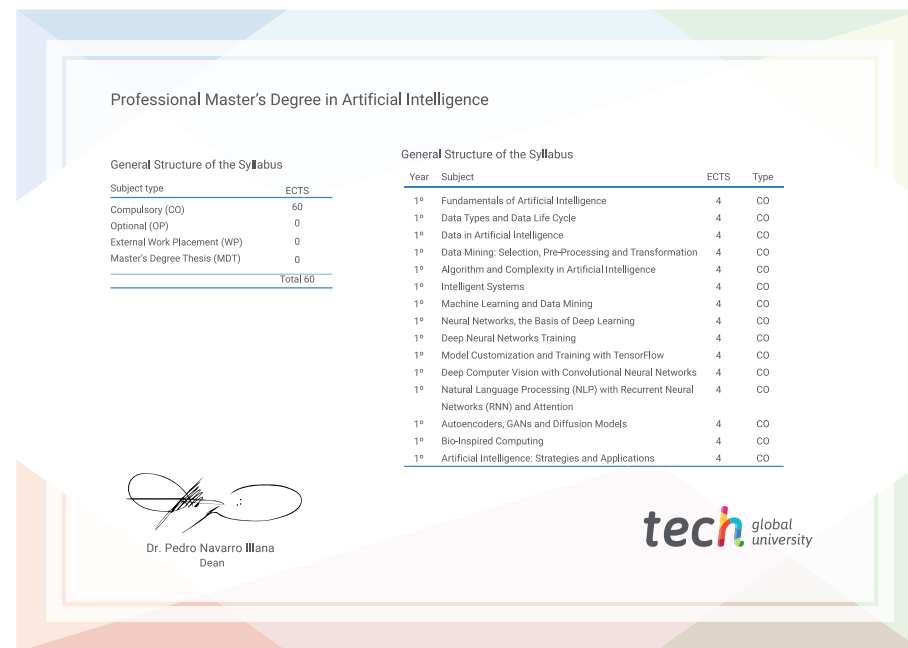 Professional Master's Degree in Artificial Intelligence
General Structure of the Syllabus
Subject type ECTS
Compulsory (CO) 60
Optional (OP) 0
External Work Placement (WP) 0
Master's Degree Thesis (MDT) 0
Total 60
General Structure of the Syllabus
Year Subject ECTS Type
1º Fundamentals of Artificial Intelligence 4 CO
1º Data Types and Data Life Cycle 4 CO
1º Data in Artificial Intelligence 4 CO
1º Data Mining: Selection, Pre-Processing and Transformation 4 CO
1º Algorithm and Complexity in Artificial Intelligence 4 CO
1º Intelligent Systems 4 CO
1º Machine Learning and Data Mining 4 CO
1º Neural Networks, the Basis of Deep Learning 4 CO
1º Deep Neural Networks Training 4 CO
1º Model Customization and Training with TensorFlow 4 CO
1º Deep Computer Vision with Convolutional Neural Networks 4 CO
1º Natural Language Processing (NLP) with Recurrent Neural 4 CO
Networks (RNN) and Attention
1º Autoencoders, GANs and Diffusion Models 4 CO
1º Bio-Inspired Computing 4 CO
1º Artificial Intelligence: Strategies and Applications 4 CO
Dr. Pedro Navarro Illana
Dean
tech global
university